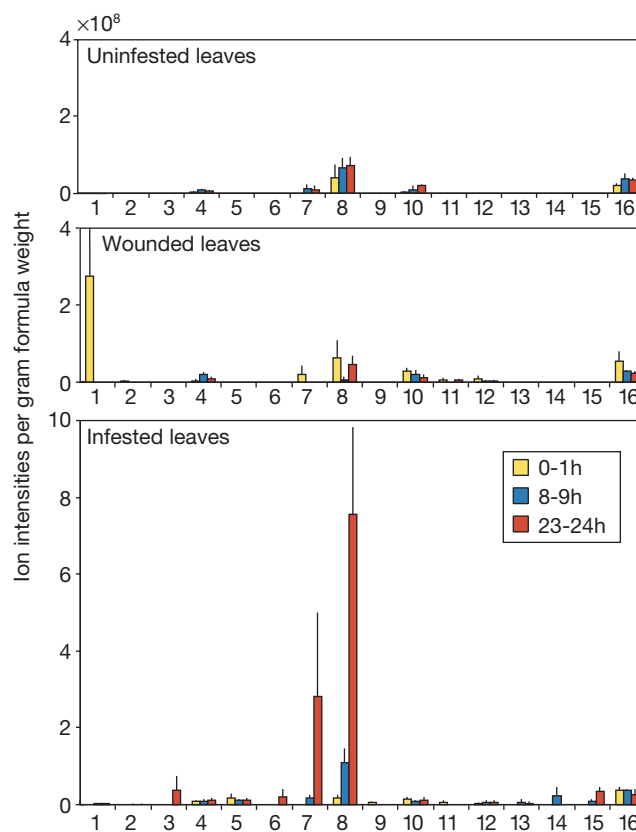 ×10⁸
Ion intensities per gram formula weight
4
Uninfested leaves
2
0
1 2 3 4 5 6 7 8 9 10 11 12 13 14 15 16
4
Wounded leaves
2
0
1 2 3 4 5 6 7 8 9 10 11 12 13 14 15 16
10
Infested leaves
8
0-1h
8-9h
23-24h
6
4
2
0
1 2 3 4 5 6 7 8 9 10 11 12 13 14 15 16